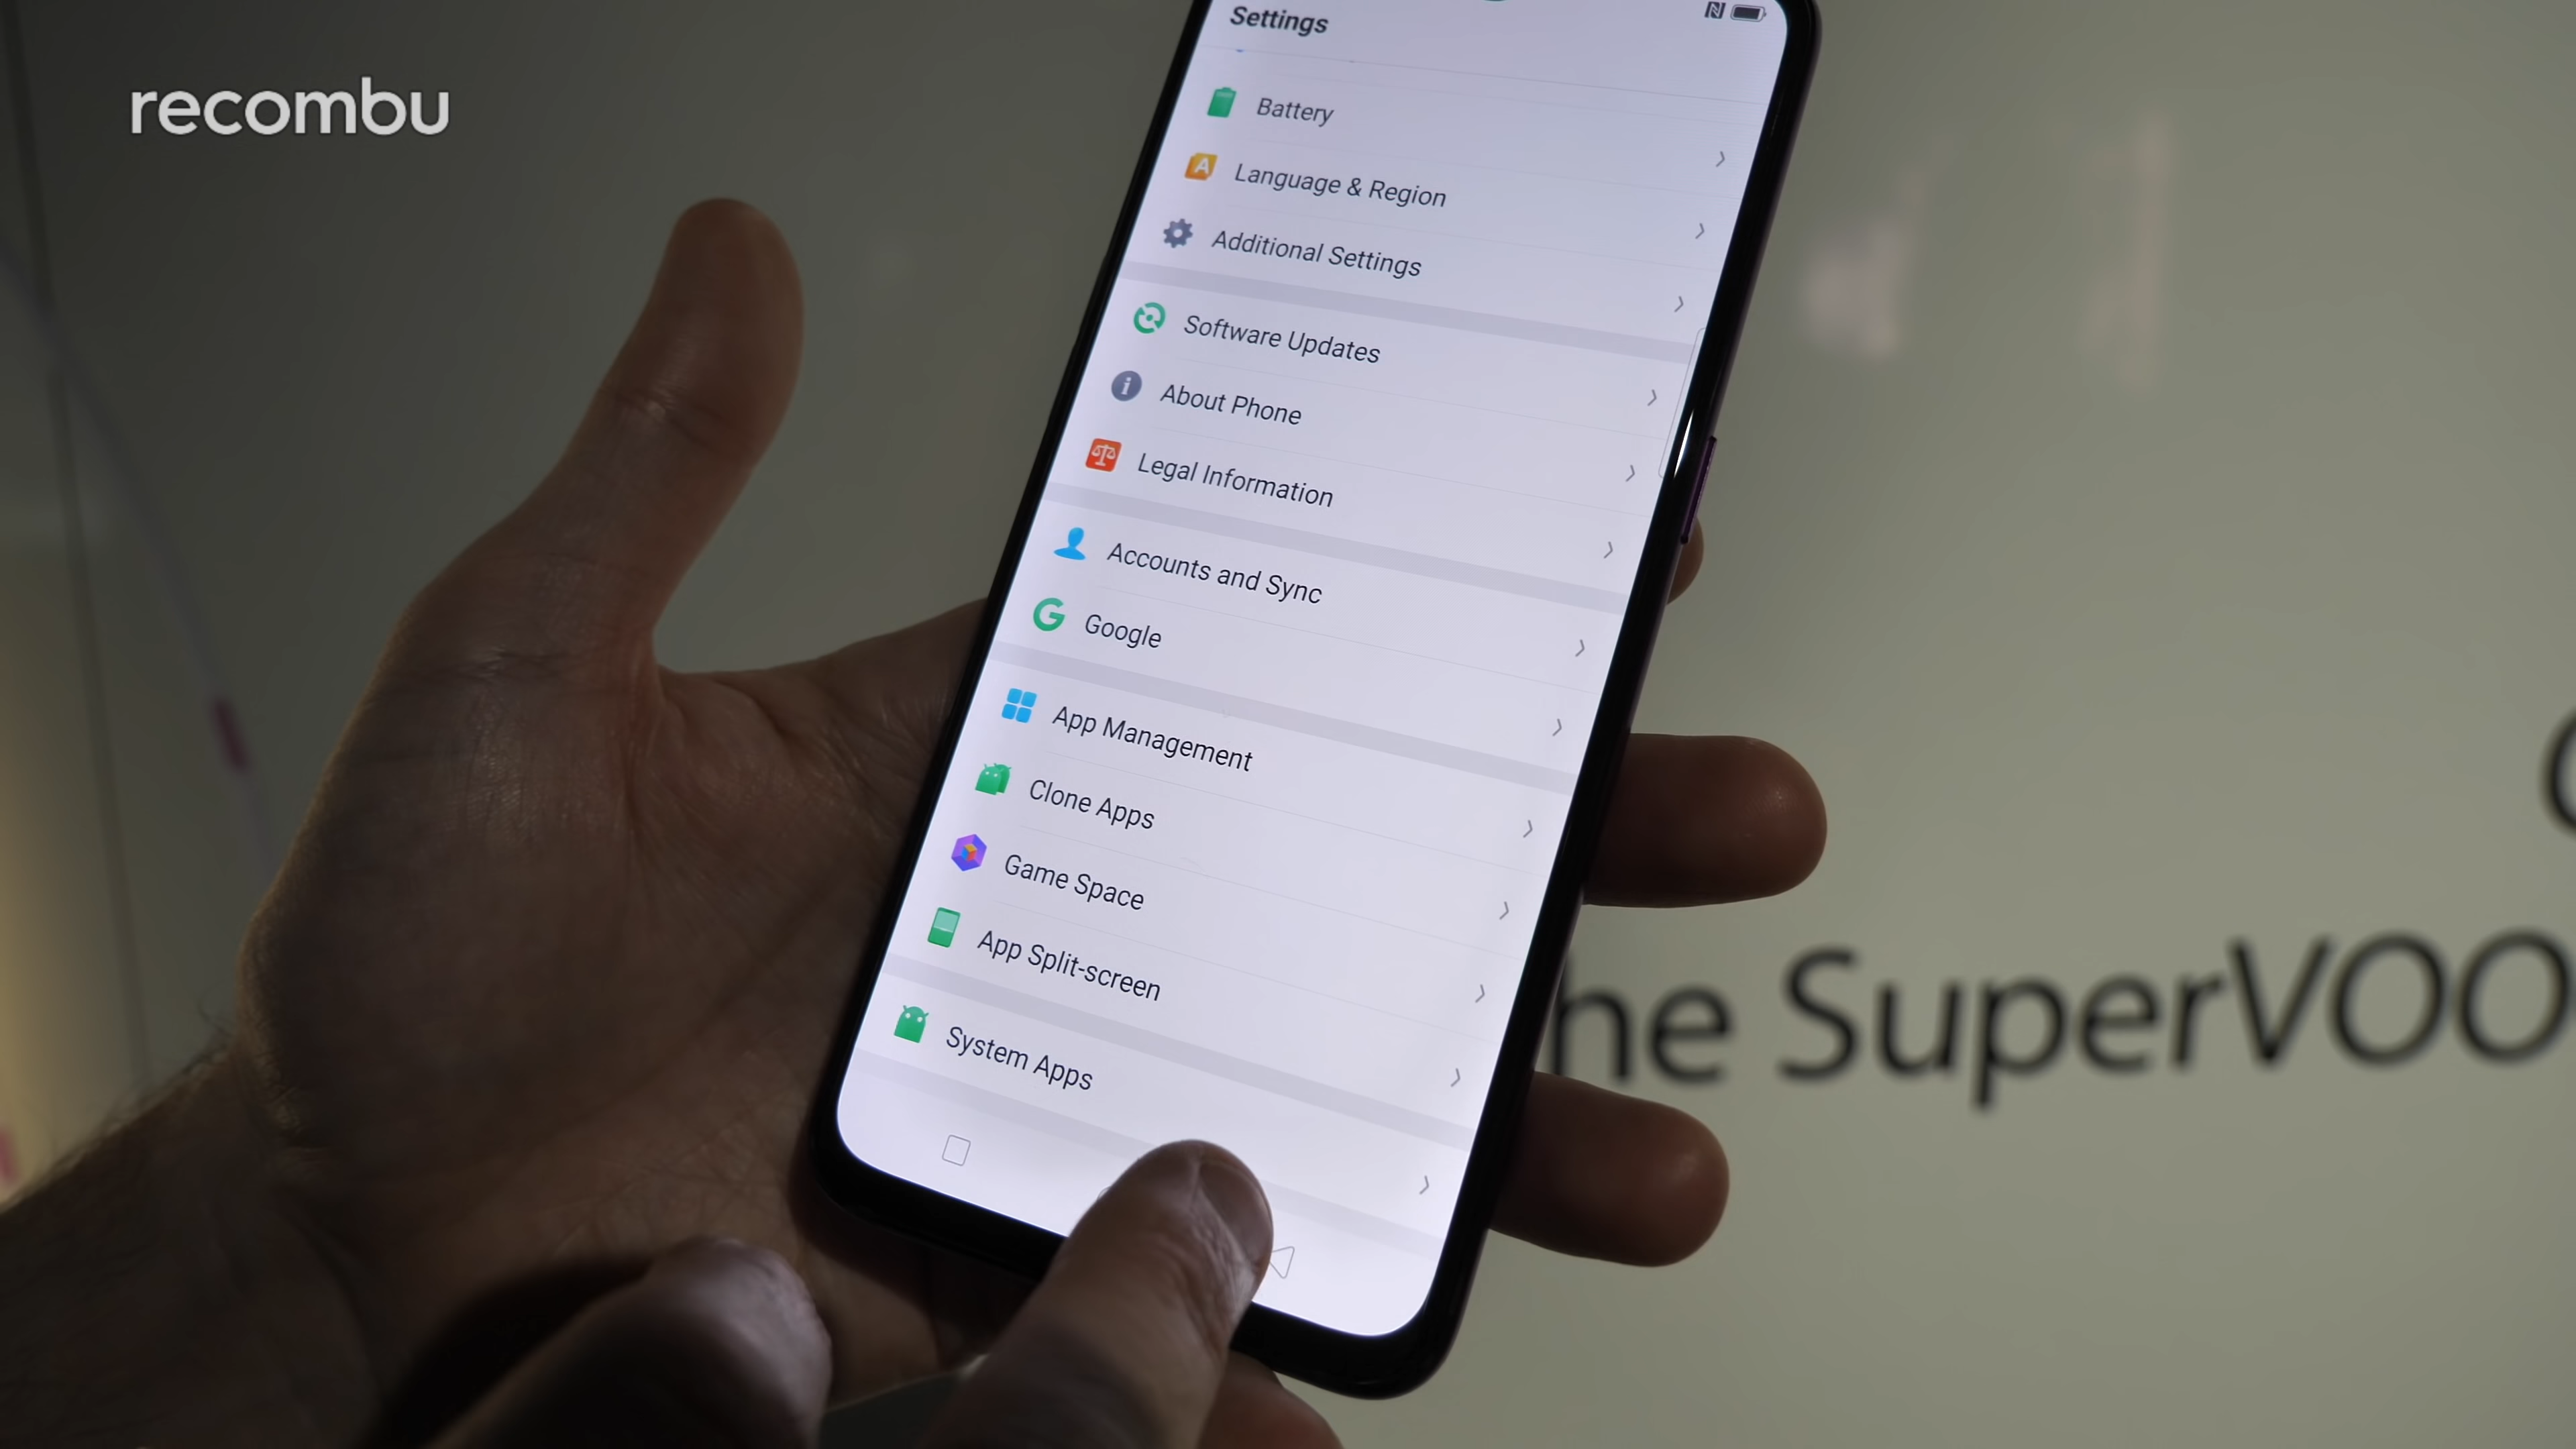 recombu
Settings
Battery
Language & Region
Additional Settings
Software Updates
About Phone
Legal Information
Accounts and Sync
Google
App Management
Clone Apps
Game Space
App Split-screen
System Apps
he SuperVOO